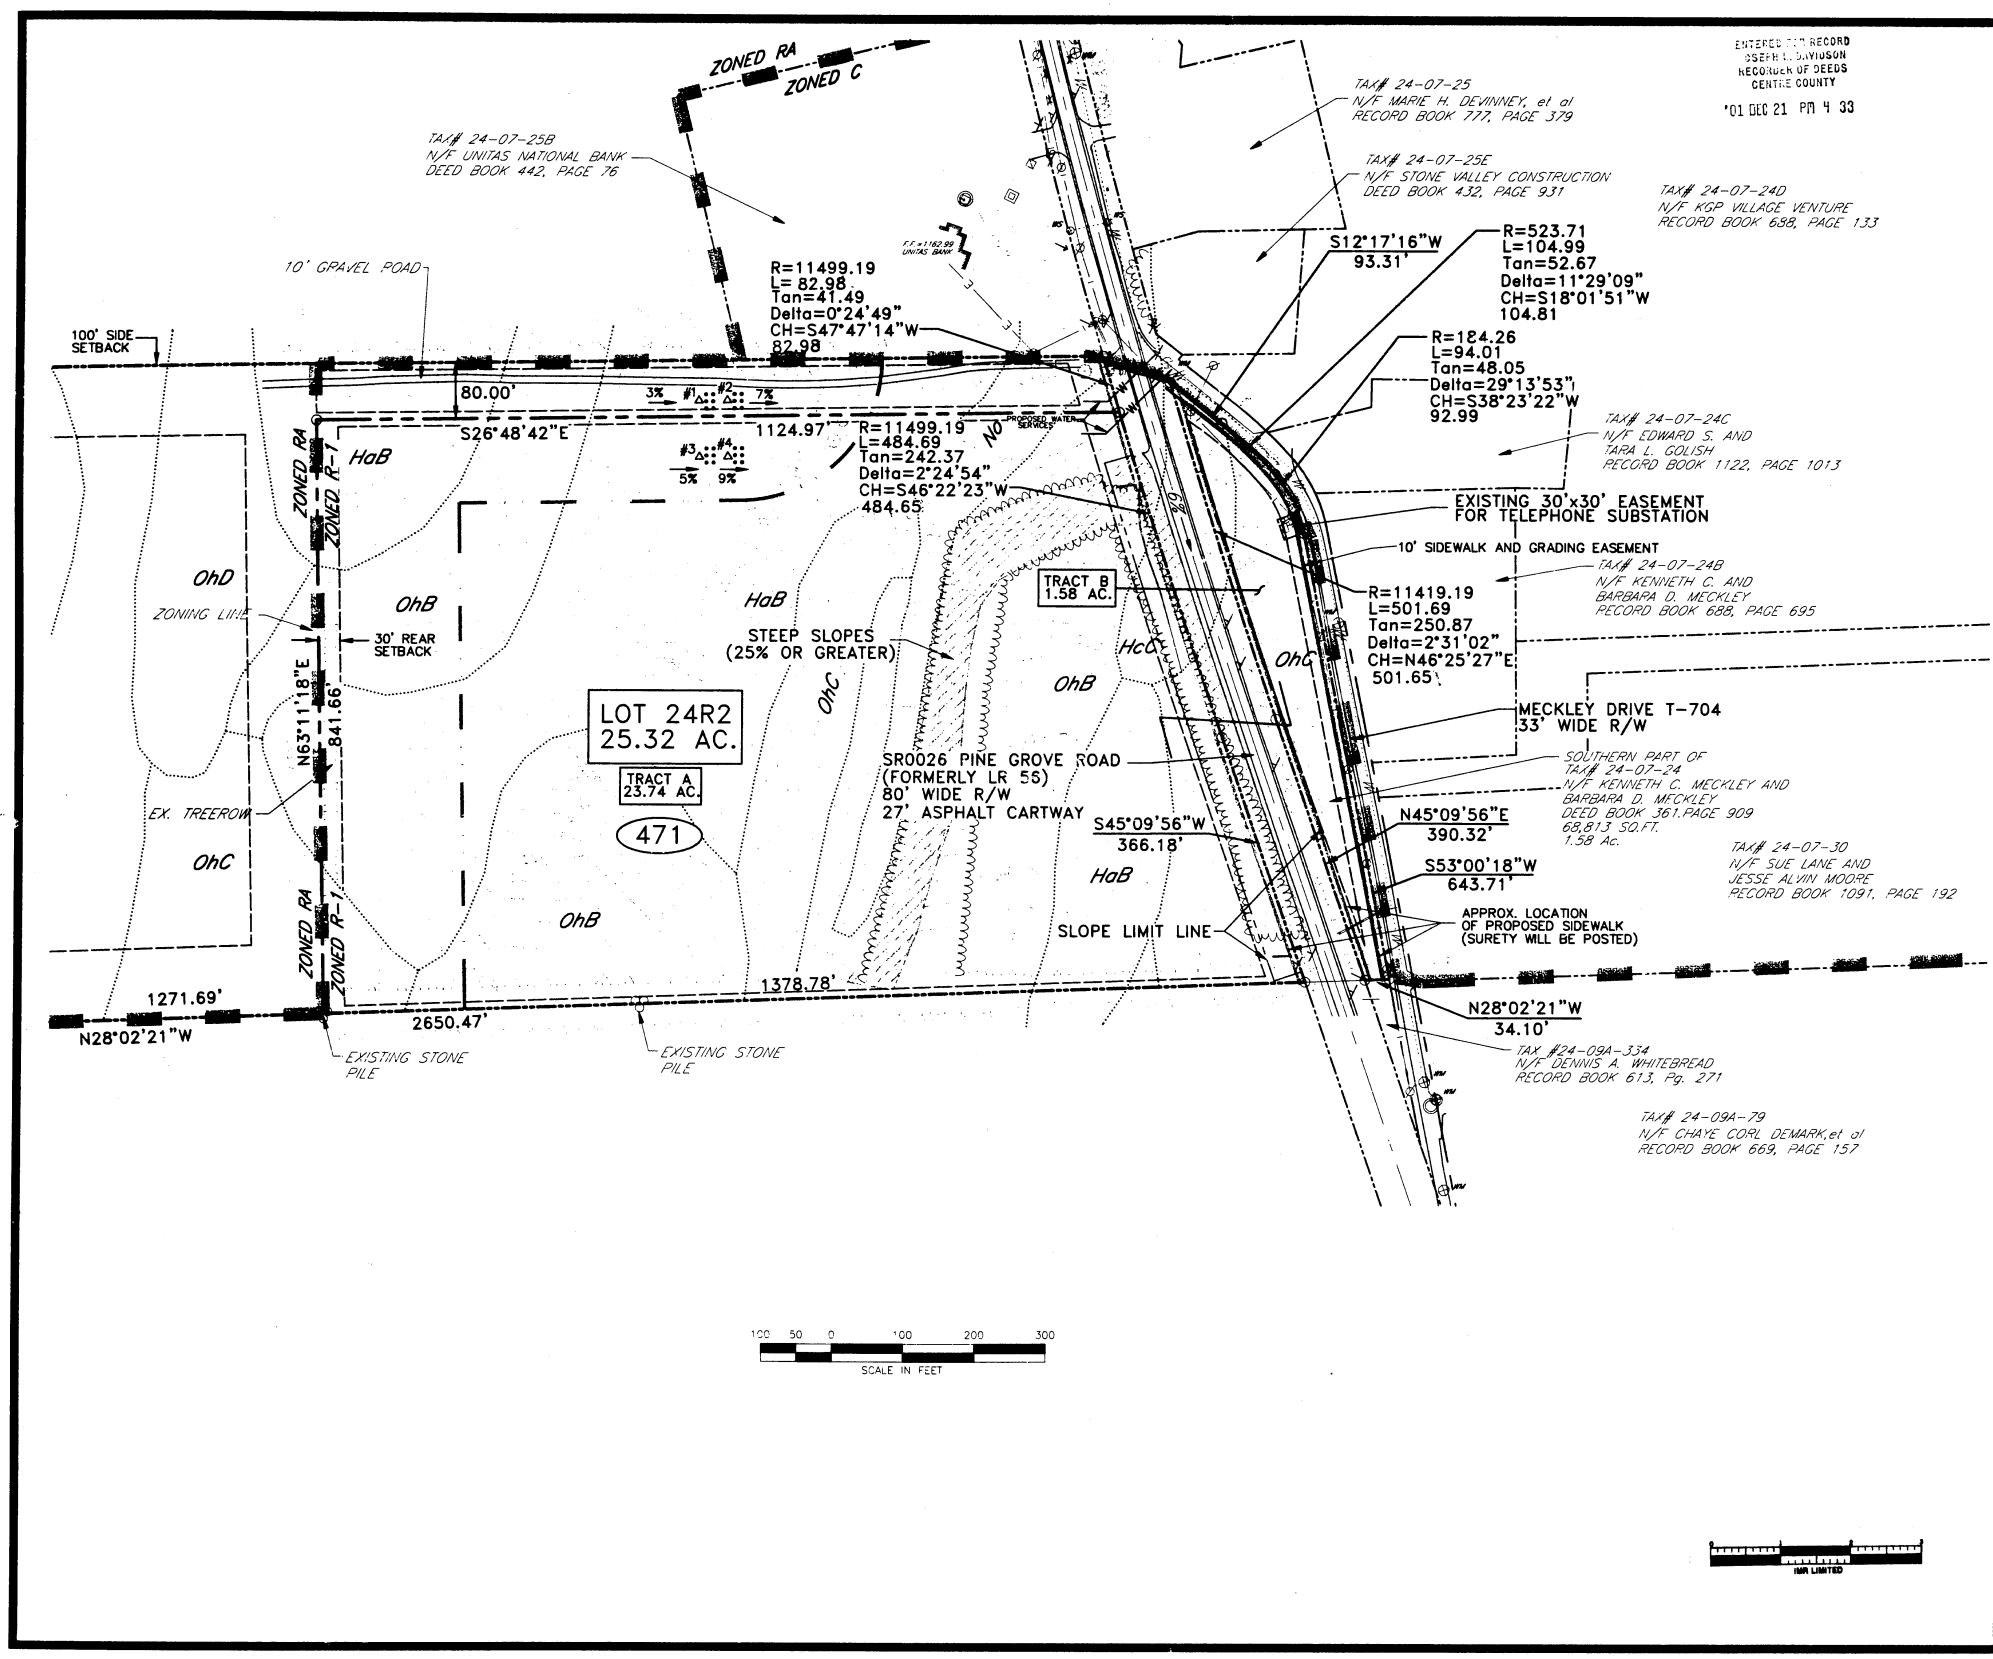 ZONED RA
ZONED C
ENTERED FOR RECORD
JOSEPH L. DAVIDSON
RECORDER OF DEEDS
CENTRE COUNTY
'01 DEC 21 PM 4 33
TAX# 24-07-25
N/F MARIE H. DEVINNEY, et al
RECORD BOOK 777, PAGE 379
TAX# 24-07-25B
N/F UNITAS NATIONAL BANK
DEED BOOK 442, PAGE 76
TAX# 24-07-25E
N/F STONE VALLEY CONSTRUCTION
DEED BOOK 432, PAGE 931
TAX# 24-07-24D
N/F KGP VILLAGE VENTURE
RECORD BOOK 688, PAGE 133
F.F.=1162.99
UNITAS BANK
10' GRAVEL ROAD
100' SIDE
SETBACK
R=11499.19
L= 82.98
Tan=41.49
Delta=0°24'49"
CH=S47°47'14"W
82.98
S12°17'16"W
93.31'
R=523.71
L=104.99
Tan=52.67
Delta=11°29'09"
CH=S18°01'51"W
104.81
R=184.26
L=94.01
Tan=48.05
Delta=29°13'53"
CH=S38°23'22"W
92.99
80.00'
3% #1 #2 7%
S26°48'42"E
1124.97'
#3 #4
5% 9%
PROPOSED WATER
SERVICES
No
R=11499.19
L=484.69
Tan=242.37
Delta=2°24'54"
CH=S46°22'23"W
484.65
TAX# 24-07-24C
N/F EDWARD S. AND
TARA L. GOLISH
RECORD BOOK 1122, PAGE 1013
EXISTING 30'x30' EASEMENT
FOR TELEPHONE SUBSTATION
10' SIDEWALK AND GRADING EASEMENT
TAX# 24-07-24B
N/F KENNETH C. AND
BARBARA D. MECKLEY
RECORD BOOK 688, PAGE 695
R=11419.19
L=501.69
Tan=250.87
Delta=2°31'02"
CH=N46°25'27"E
501.65
ZONED RA
ZONED R-1
HaB
OhD
OhB
ZONING LINE
30' REAR
SETBACK
HaB
STEEP SLOPES
(25% OR GREATER)
TRACT B
1.58 AC.
6%
HcC
OhC
OhB
OhC
N63°11'18"E
841.66'
LOT 24R2
25.32 AC.
TRACT A
23.74 AC.
471
SR0026 PINE GROVE ROAD
(FORMERLY LR 55)
80' WIDE R/W
27' ASPHALT CARTWAY
MECKLEY DRIVE T-704
33' WIDE R/W
SOUTHERN PART OF
TAX# 24-07-24
N/F KENNETH C. MECKLEY AND
BARBARA D. MECKLEY
DEED BOOK 361,PAGE 909
68,813 SQ.FT.
1.58 Ac.
EX. TREEROW
OhC
S45°09'56"W
366.18'
N45°09'56"E
390.32'
S53°00'18"W
643.71'
TAX# 24-07-30
N/F SUE LANE AND
JESSE ALVIN MOORE
RECORD BOOK 1091, PAGE 192
HaB
OhB
ZONED RA
ZONED R-1
SLOPE LIMIT LINE
APPROX. LOCATION
OF PROPOSED SIDEWALK
(SURETY WILL BE POSTED)
1271.69'
N28°02'21"W
1378.78'
2650.47'
N28°02'21"W
34.10'
EXISTING STONE
PILE
EXISTING STONE
PILE
TAX #24-09A-334
N/F DENNIS A. WHITEBREAD
RECORD BOOK 613, Pg. 271
TAX# 24-09A-79
N/F CHAYE CORL DEMARK,et al
RECORD BOOK 669, PAGE 157
100 50 0 100 200 300
SCALE IN FEET
IMR LIMITED